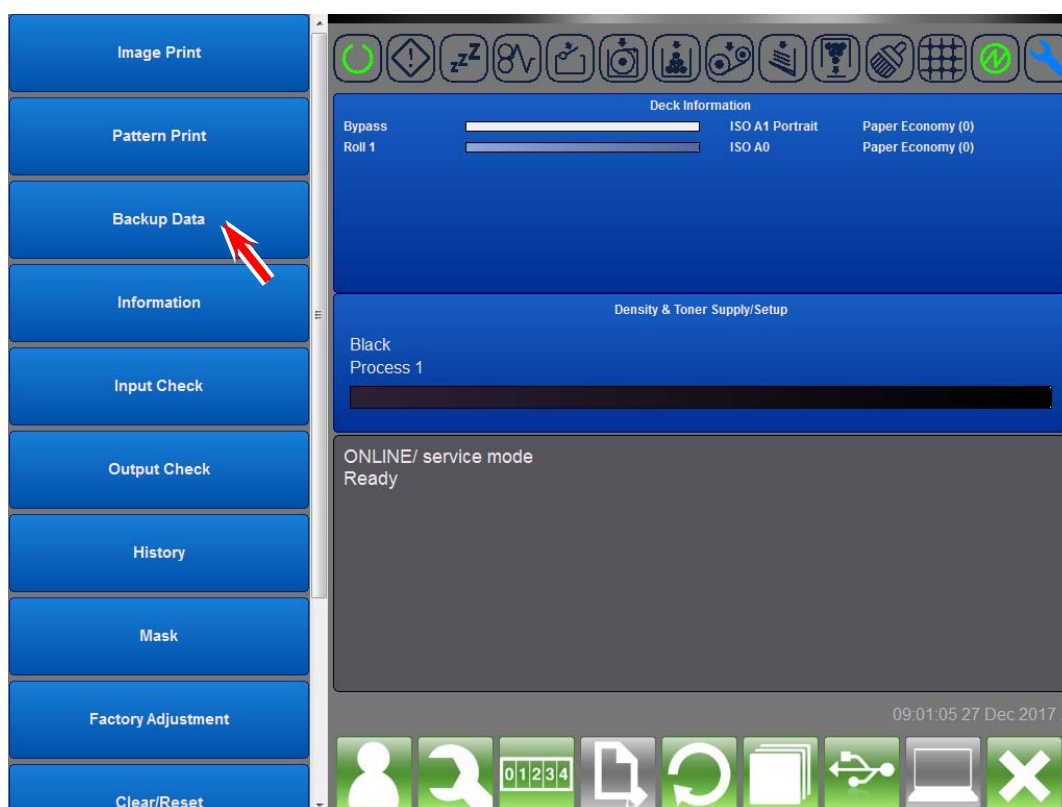 Image Print
Pattern Print
Backup Data
Information
Input Check
Output Check
History
Mask
Factory Adjustment
Clear/Reset
zzZ
Deck Information
Bypass ISO A1 Portrait Paper Economy (0)
Roll 1 ISO A0 Paper Economy (0)
Density & Toner Supply/Setup
Black
Process 1
ONLINE/ service mode
Ready
09:01:05 27 Dec 2017
01234